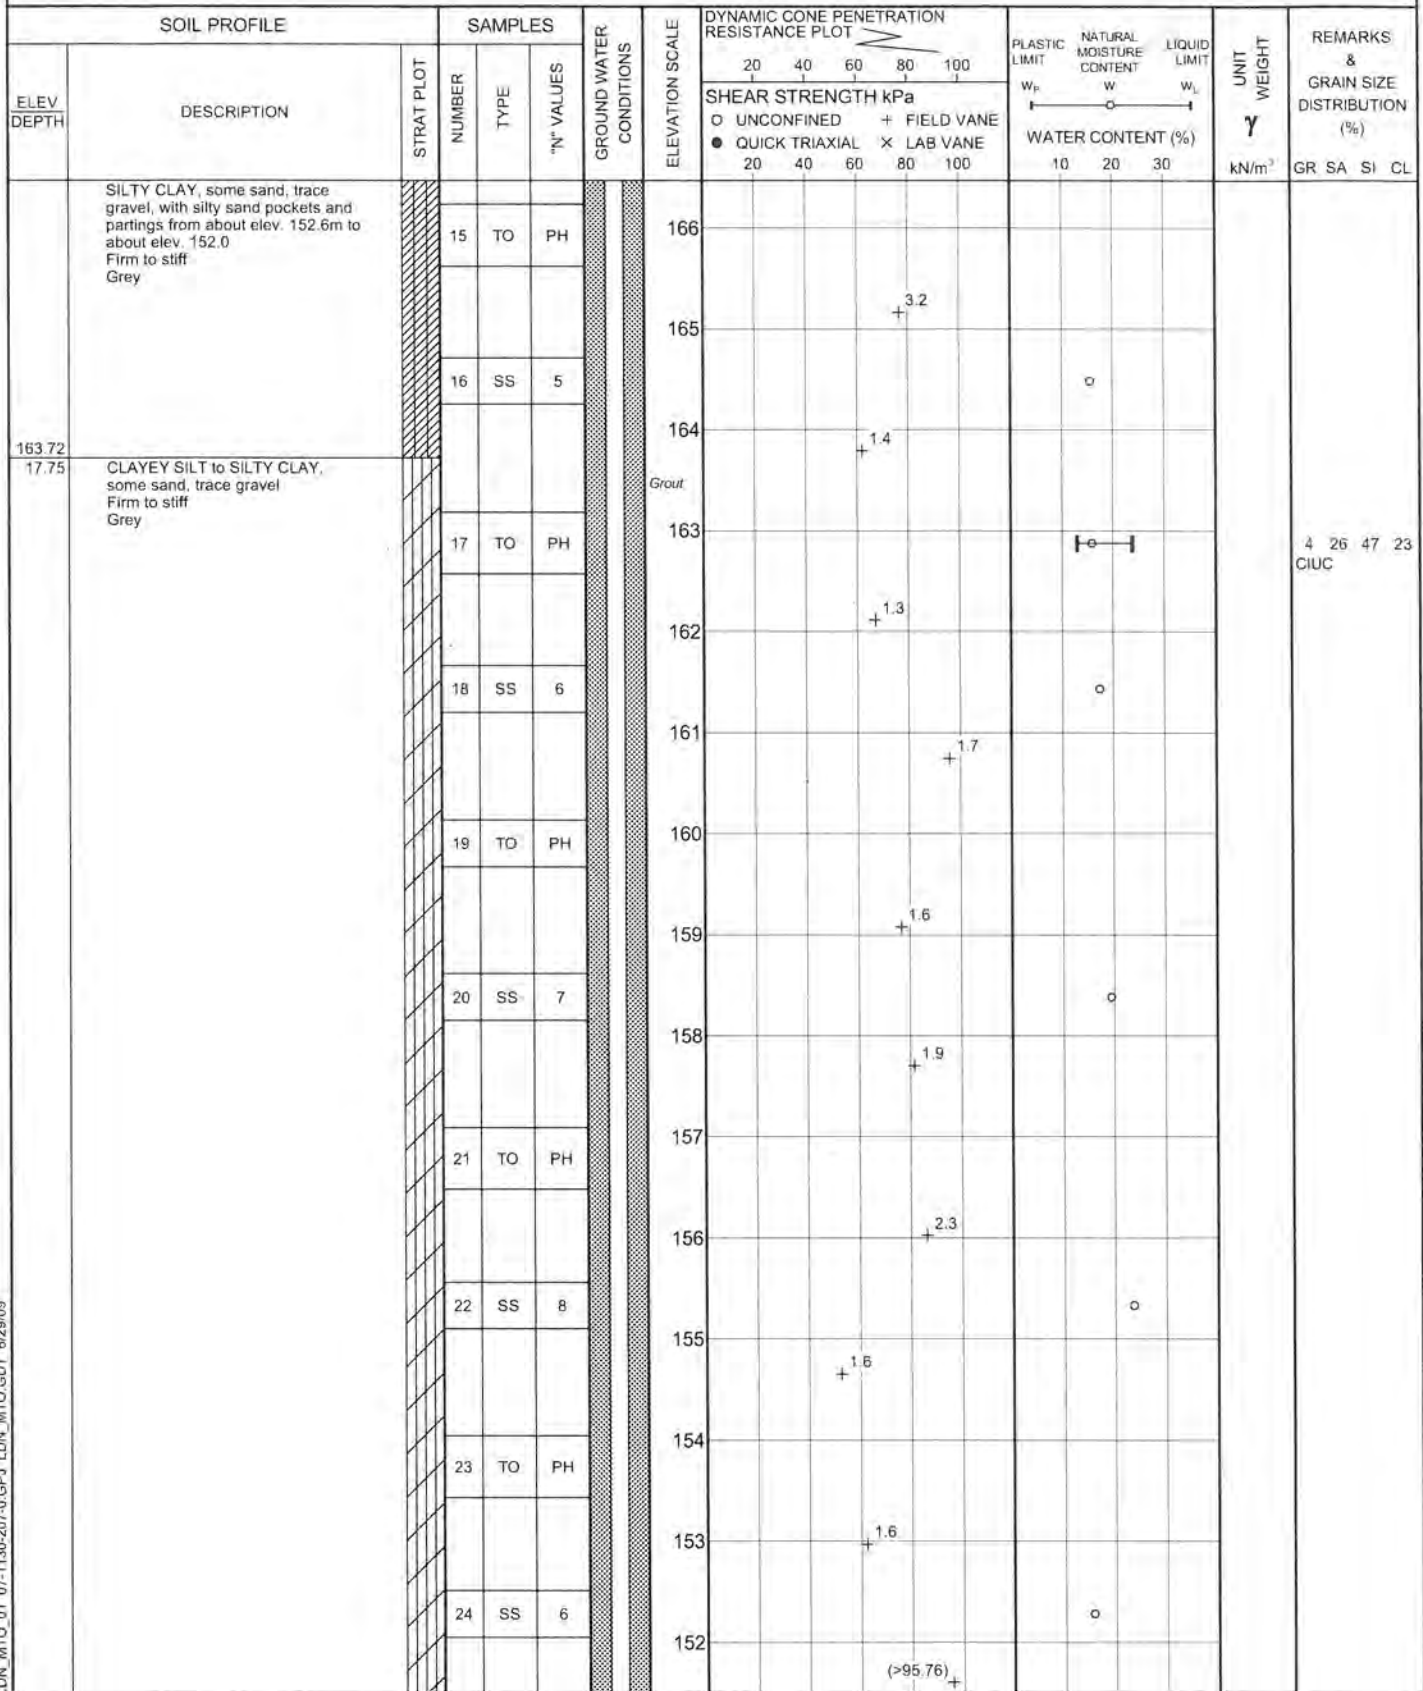 SOIL PROFILE
SAMPLES
GROUND WATER CONDITIONS
ELEVATION SCALE
DYNAMIC CONE PENETRATION
RESISTANCE PLOT
20 40 60 80 100
PLASTIC LIMIT
NATURAL MOISTURE CONTENT
LIQUID LIMIT
UNIT WEIGHT
REMARKS
&
GRAIN SIZE
DISTRIBUTION
(%)
ELEV
DEPTH
DESCRIPTION
STRAT PLOT
NUMBER
TYPE
"N" VALUES
SHEAR STRENGTH kPa
○ UNCONFINED + FIELD VANE
● QUICK TRIAXIAL × LAB VANE
20 40 60 80 100
WP W WL
WATER CONTENT (%)
10 20 30
γ
kN/m³
GR SA SI CL
SILTY CLAY, some sand, trace
gravel, with silty sand pockets and
partings from about elev. 152.6m to
about elev. 152.0
Firm to stiff
Grey
15 TO PH
166
3.2
165
16 SS 5
164
1.4
163.72
17.75
CLAYEY SILT to SILTY CLAY,
some sand, trace gravel
Firm to stiff
Grey
Grout
163
17 TO PH
4 26 47 23
CIUC
1.3
162
18 SS 6
161
1.7
160
19 TO PH
1.6
159
20 SS 7
158
1.9
157
21 TO PH
2.3
156
22 SS 8
155
1.6
154
23 TO PH
1.6
153
24 SS 6
152
(>95.76)